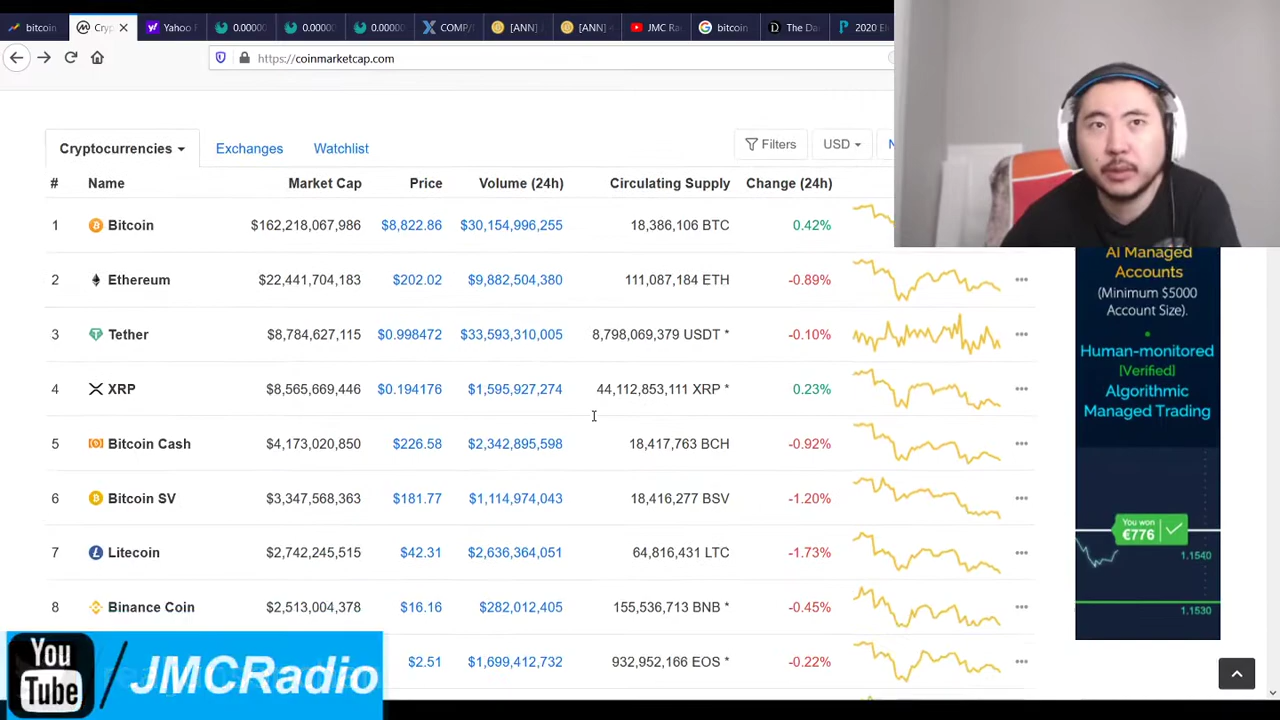 bitcoin
Cryp
Yahoo F
0.00000
0.00000
0.00000
COMP/
[ANN]
[ANN]
JMC Ra
bitcoin
The Da
2020 El
https://coinmarketcap.com
Cryptocurrencies
Exchanges
Watchlist
Filters
USD
# Name Market Cap Price Volume (24h) Circulating Supply Change (24h)
1 Bitcoin $162,218,067,986 $8,822.86 $30,154,996,255 18,386,106 BTC 0.42%
2 Ethereum $22,441,704,183 $202.02 $9,882,504,380 111,087,184 ETH -0.89%
3 Tether $8,784,627,115 $0.998472 $33,593,310,005 8,798,069,379 USDT * -0.10%
4 XRP $8,565,669,446 $0.194176 $1,595,927,274 44,112,853,111 XRP * 0.23%
5 Bitcoin Cash $4,173,020,850 $226.58 $2,342,895,598 18,417,763 BCH -0.92%
6 Bitcoin SV $3,347,568,363 $181.77 $1,114,974,043 18,416,277 BSV -1.20%
7 Litecoin $2,742,245,515 $42.31 $2,636,364,051 64,816,431 LTC -1.73%
8 Binance Coin $2,513,004,378 $16.16 $282,012,405 155,536,713 BNB * -0.45%
$2.51 $1,699,412,732 932,952,166 EOS * -0.22%
AI Managed
Accounts
(Minimum $5000
Account Size).
Human-monitored
[Verified]
Algorithmic
Managed Trading
You won
€776
1.1540
1.1530
You
Tube
/JMCRadio